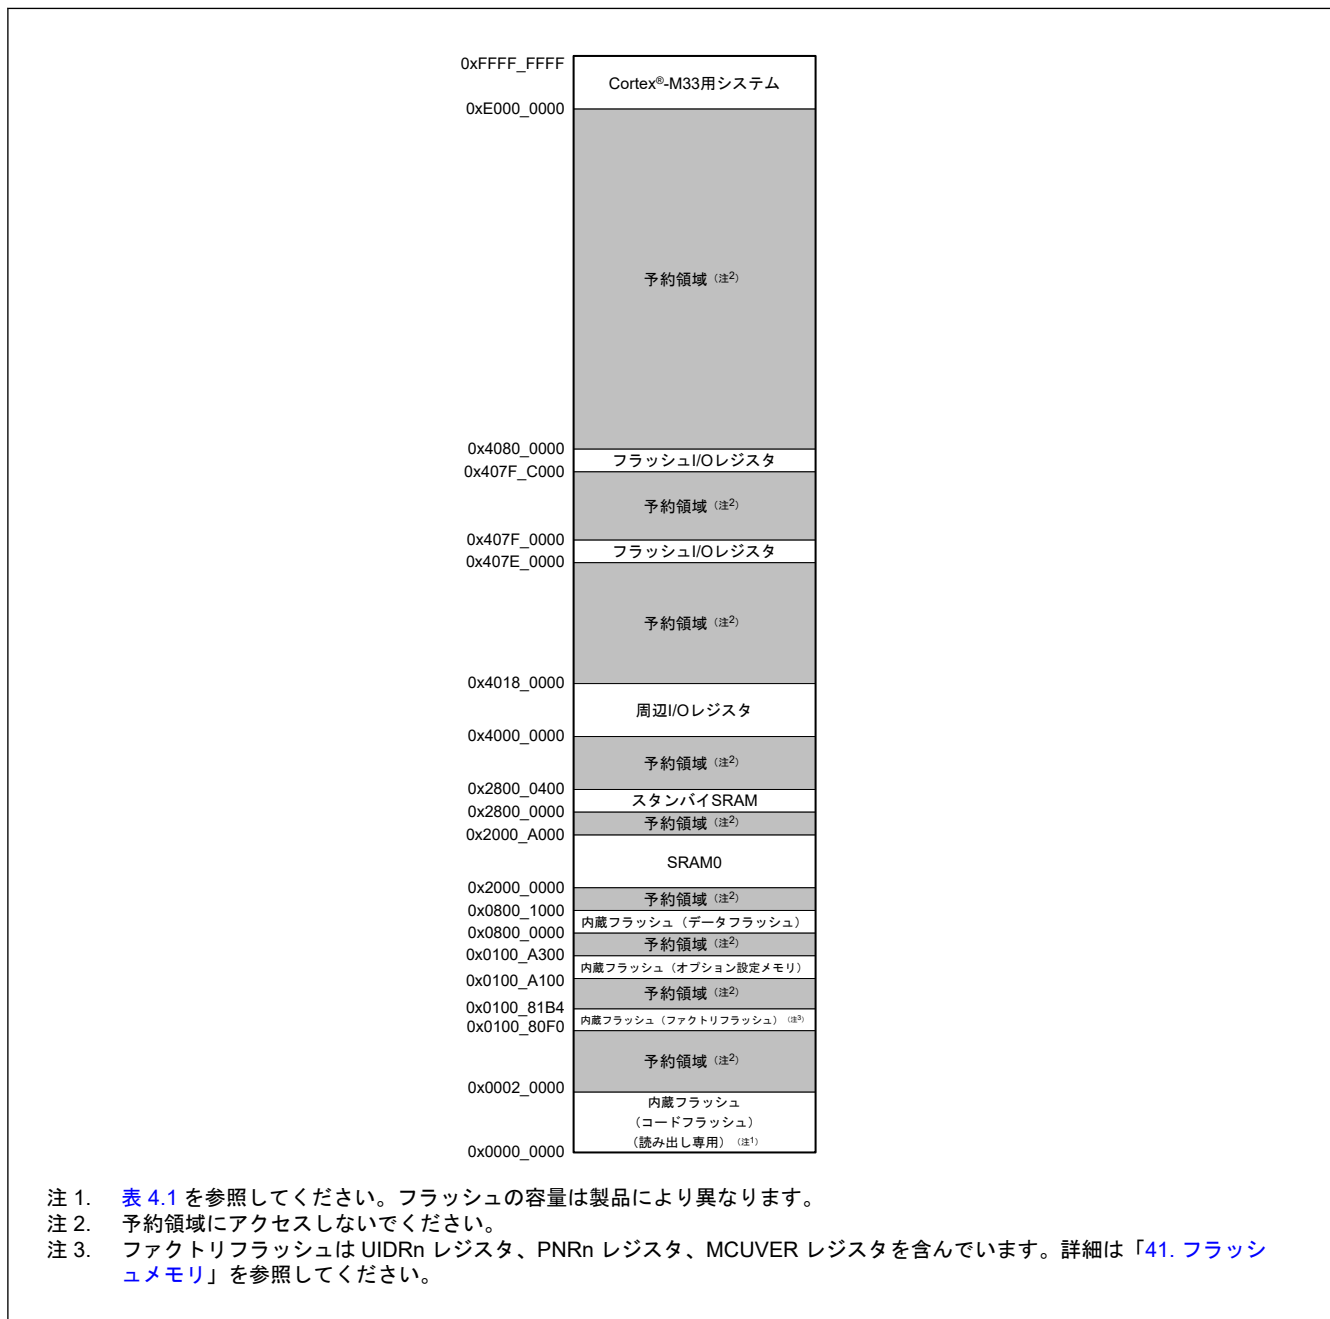 0xFFFF_FFFF
Cortex®-M33用システム
0xE000_0000
予約領域（注2）
0x4080_0000
フラッシュI/Oレジスタ
0x407F_C000
予約領域（注2）
0x407F_0000
フラッシュI/Oレジスタ
0x407E_0000
予約領域（注2）
0x4018_0000
周辺I/Oレジスタ
0x4000_0000
予約領域（注2）
0x2800_0400
スタンバイSRAM
0x2800_0000
予約領域（注2）
0x2000_A000
SRAM0
0x2000_0000
予約領域（注2）
0x0800_1000
内蔵フラッシュ（データフラッシュ）
0x0800_0000
予約領域（注2）
0x0100_A300
内蔵フラッシュ（オプション設定メモリ）
0x0100_A100
予約領域（注2）
0x0100_81B4
内蔵フラッシュ（ファクトリフラッシュ）（注3）
0x0100_80F0
予約領域（注2）
0x0002_0000
内蔵フラッシュ
（コードフラッシュ）
（読み出し専用）（注1）
0x0000_0000
注 1. 表 4.1 を参照してください。フラッシュの容量は製品により異なります。
注 2. 予約領域にアクセスしないでください。
注 3. ファクトリフラッシュは UIDRn レジスタ、PNRn レジスタ、MCUVER レジスタを含んでいます。詳細は「41. フラッシ
ュメモリ」を参照してください。